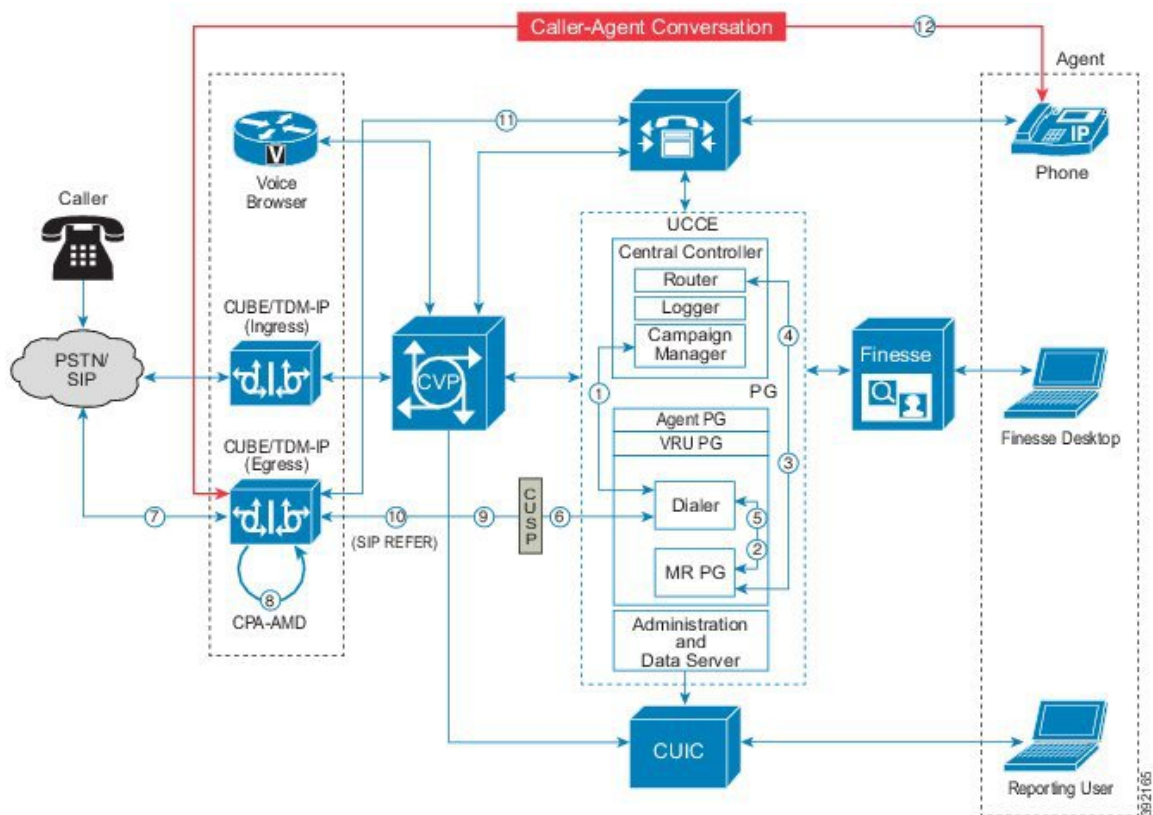 Caller-Agent Conversation
12
Agent
11
V
Voice
Browser
IP
Phone
Caller
UCCE
Central Controller
Router
Logger
Campaign
Manager
4
CUBE/TDM-IP
(Ingress)
PSTN/
SIP
CVP
Finesse
1
PG
Agent PG
VRU PG
3
Finesse Desktop
CUBE/TDM-IP
(Egress)
7
10
(SIP REFER)
9
CUSP
6
Dialer
5
2
MR PG
8
CPA-AMD
Administration
and
Data Server
CUIC
Reporting User
392165